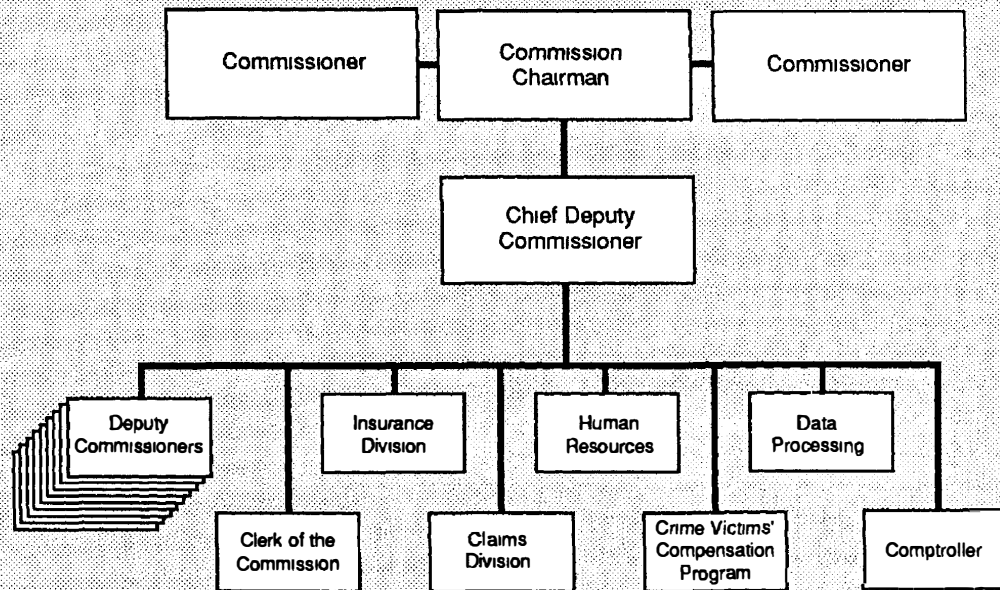 Commissioner
Commission
Chairman
Commissioner
Chief Deputy
Commissioner
Deputy
Commissioners
Insurance
Division
Human
Resources
Data
Processing
Clerk of the
Commission
Claims
Division
Crime Victims'
Compensation
Program
Comptroller